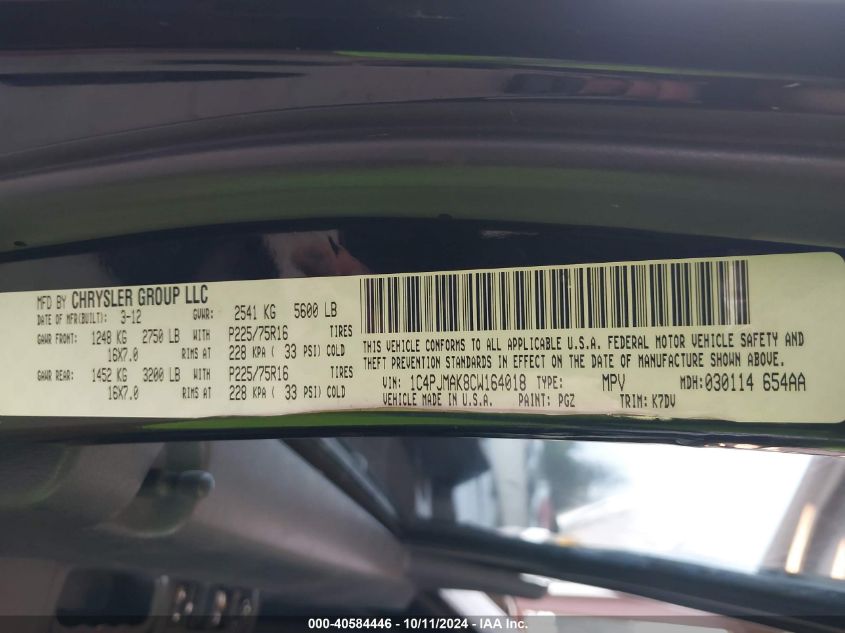 MFD BY CHRYSLER GROUP LLC
DATE OF MFR(BUILT): 3-12 GVWR: 2541 KG 5600 LB
GAWR FRONT: 1248 KG 2750 LB WITH P225/75R16 TIRES
16X7.0 RIMS AT 228 KPA ( 33 PSI) COLD
GAWR REAR: 1452 KG 3200 LB WITH P225/75R16 TIRES
16X7.0 RIMS AT 228 KPA ( 33 PSI) COLD
THIS VEHICLE CONFORMS TO ALL APPLICABLE U.S.A. FEDERAL MOTOR VEHICLE SAFETY AND
THEFT PREVENTION STANDARDS IN EFFECT ON THE DATE OF MANUFACTURE SHOWN ABOVE.
VIN: 1C4PJMAK8CW164018 TYPE: MPV MDH: 030114 654AA
VEHICLE MADE IN U.S.A. PAINT: PGZ TRIM: K7DV
000-40584446 - 10/11/2024 - IAA Inc.